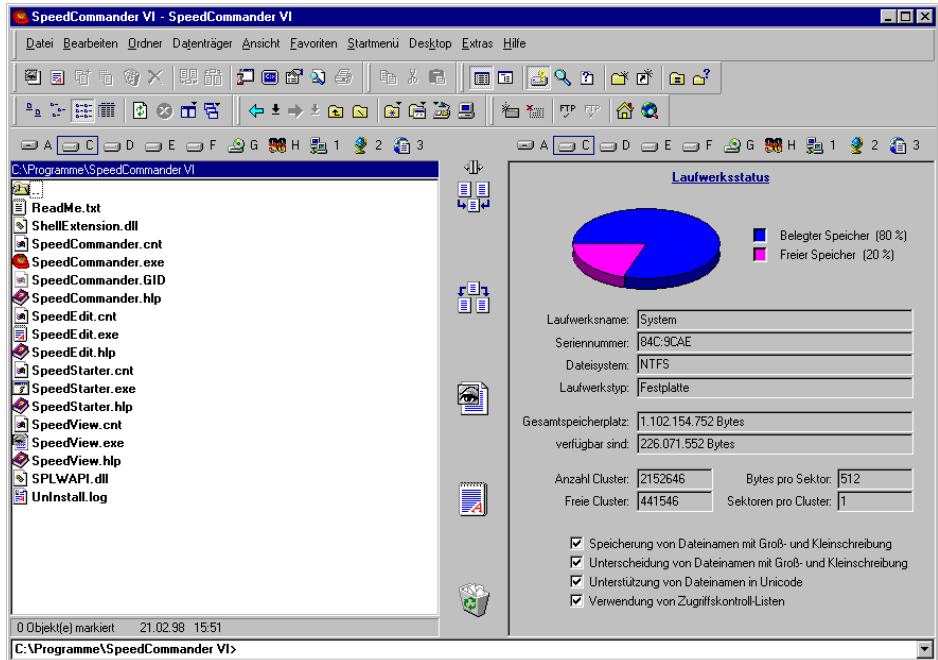 SpeedCommander VI - SpeedCommander VI
Datei Bearbeiten Ordner Datenträger Ansicht Favoriten Startmenü Desktop Extras Hilfe
FTP FTP
A C D E F G H 1 2 3
A C D E F G H 1 2 3
C:\Programme\SpeedCommander VI
..
ReadMe.txt
ShellExtension.dll
SpeedCommander.cnt
SpeedCommander.exe
SpeedCommander.GID
SpeedCommander.hlp
SpeedEdit.cnt
SpeedEdit.exe
SpeedEdit.hlp
SpeedStarter.cnt
SpeedStarter.exe
SpeedStarter.hlp
SpeedView.cnt
SpeedView.exe
SpeedView.hlp
SPLWAPI.dll
UnInstall.log
0 Objekt(e) markiert 21.02.98 15:51
Laufwerksstatus
Belegter Speicher (80 %)
Freier Speicher (20 %)
Laufwerksname: System
Seriennummer: 84C:9CAE
Dateisystem: NTFS
Laufwerkstyp: Festplatte
Gesamtspeicherplatz: 1.102.154.752 Bytes
verfügbar sind: 226.071.552 Bytes
Anzahl Cluster: 2152646 Bytes pro Sektor: 512
Freie Cluster: 441546 Sektoren pro Cluster: 1
Speicherung von Dateinamen mit Groß- und Kleinschreibung
Unterscheidung von Dateinamen mit Groß- und Kleinschreibung
Unterstützung von Dateinamen in Unicode
Verwendung von Zugriffskontroll-Listen
C:\Programme\SpeedCommander VI>